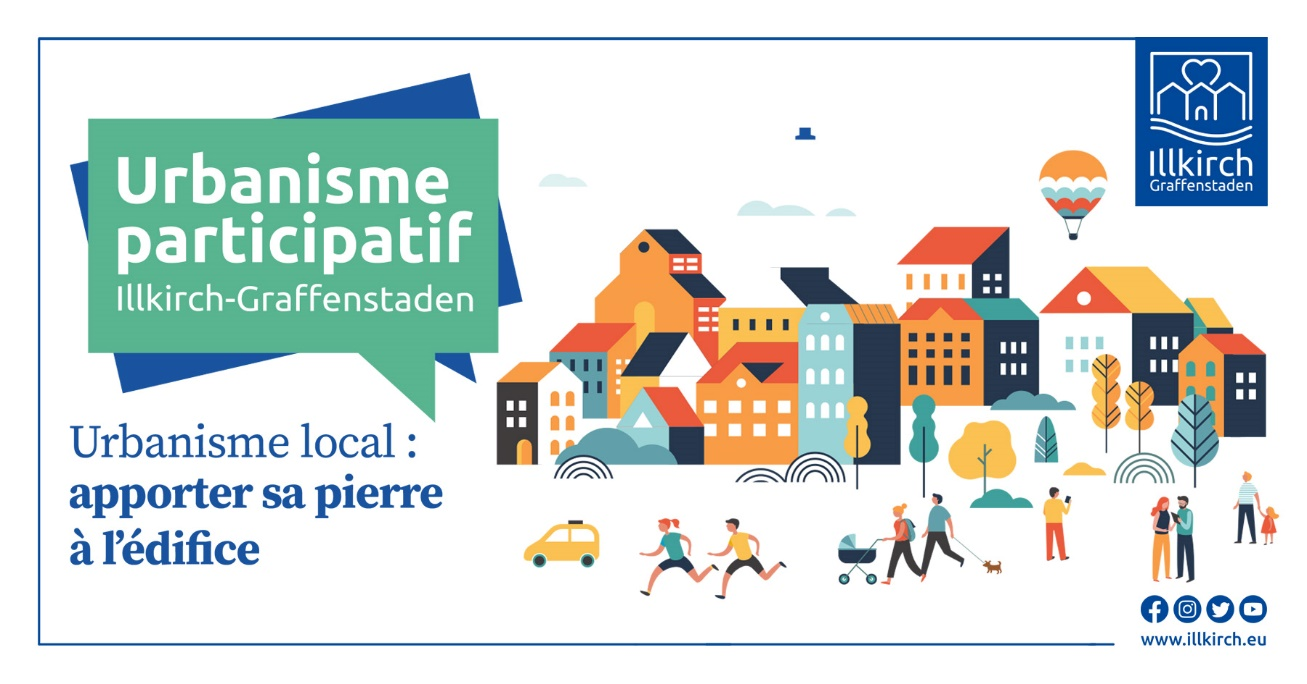 Urbanisme
participatif
Illkirch-Graffenstaden
Urbanisme local :
apporter sa pierre
à l'édifice
Illkirch
Graffenstaden
www.illkirch.eu